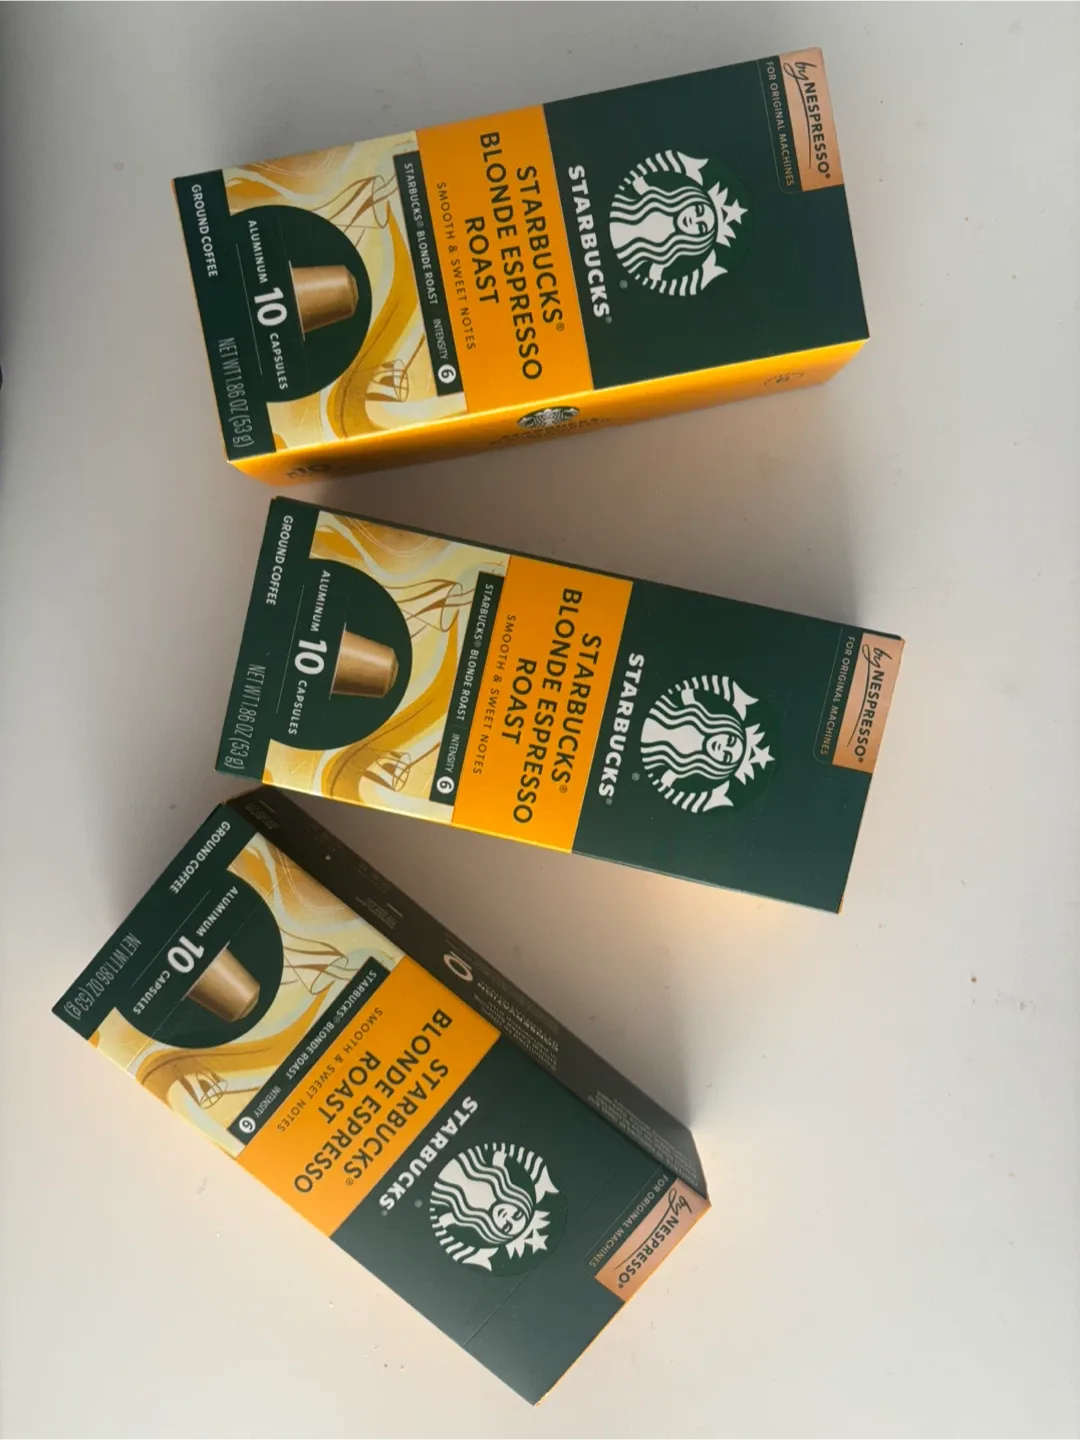 by NESPRESSO®
FOR ORIGINAL MACHINES
STARBUCKS®
STARBUCKS®
BLONDE ESPRESSO
ROAST
SMOOTH & SWEET NOTES
STARBUCKS® BLONDE ROAST INTENSITY 6
ALUMINUM
10
CAPSULES
GROUND COFFEE
NET WT 1.86 OZ (53 g)
STARBUCKS
x10
by NESPRESSO®
FOR ORIGINAL MACHINES
STARBUCKS®
STARBUCKS®
BLONDE ESPRESSO
ROAST
SMOOTH & SWEET NOTES
STARBUCKS® BLONDE ROAST INTENSITY 6
ALUMINUM
10
CAPSULES
GROUND COFFEE
NET WT 1.86 OZ (53 g)
by NESPRESSO®
FOR ORIGINAL MACHINES
STARBUCKS®
STARBUCKS®
BLONDE ESPRESSO
ROAST
SMOOTH & SWEET NOTES
STARBUCKS® BLONDE ROAST INTENSITY 6
ALUMINUM
10
CAPSULES
GROUND COFFEE
NET WT 1.86 OZ (53 g)